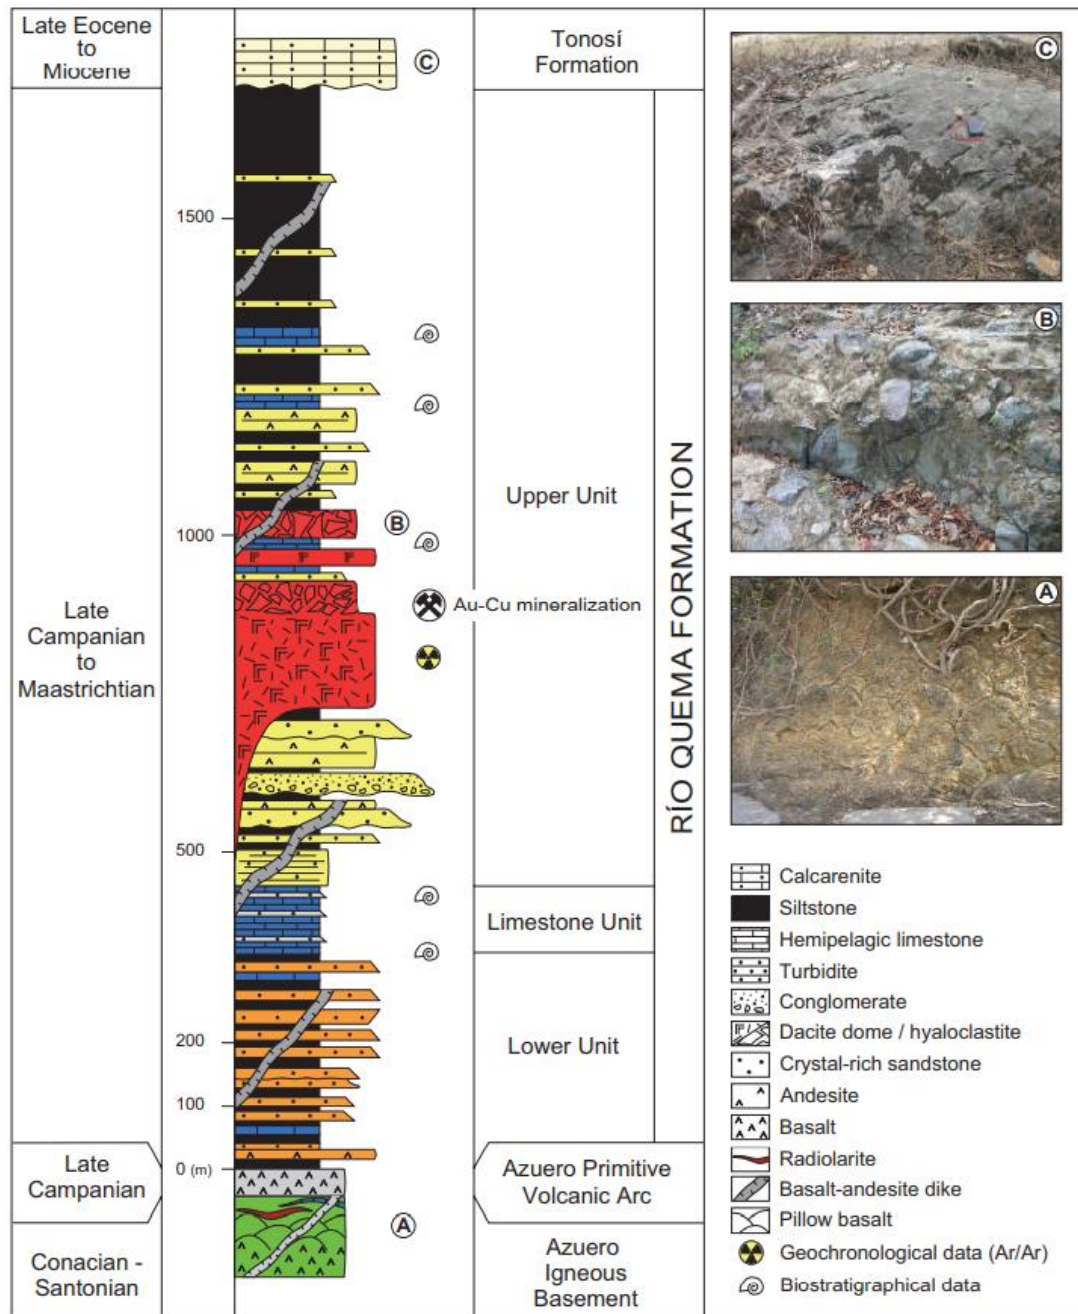 Late Eocene
to
Miocene
Late
Campanian
to
Maastrichtian
Late
Campanian
Conacian -
Santonian
1500
1000
500
200
100
0 (m)
C
B
Au-Cu mineralization
A
Tonosí
Formation
Upper Unit
Limestone Unit
Lower Unit
RÍO QUEMA FORMATION
Azuero Primitive
Volcanic Arc
Azuero
Igneous
Basement
C
B
A
Calcarenite
Siltstone
Hemipelagic limestone
Turbidite
Conglomerate
Dacite dome / hyaloclastite
Crystal-rich sandstone
Andesite
Basalt
Radiolarite
Basalt-andesite dike
Pillow basalt
Geochronological data (Ar/Ar)
Biostratigraphical data